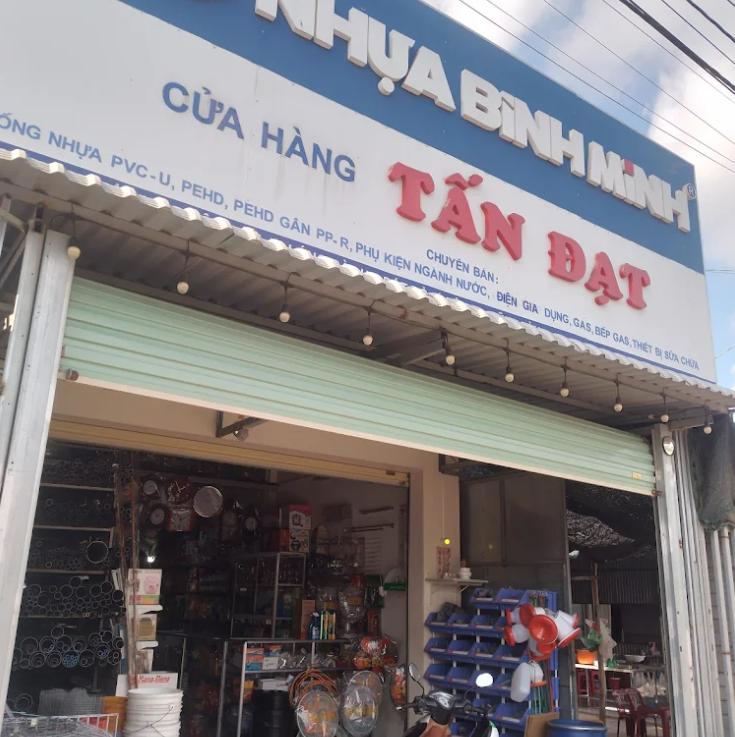 NHỰA BÌNH MINH ®
CỬA HÀNG
TẤN ĐẠT
CHUYÊN BÁN:
ỐNG NHỰA PVC-U, PEHD, PEHD GÂN PP-R, PHỤ KIỆN NGÀNH NƯỚC, ĐIỆN GIA DỤNG, GAS, BẾP GAS, THIẾT BỊ SỬA CHỮA